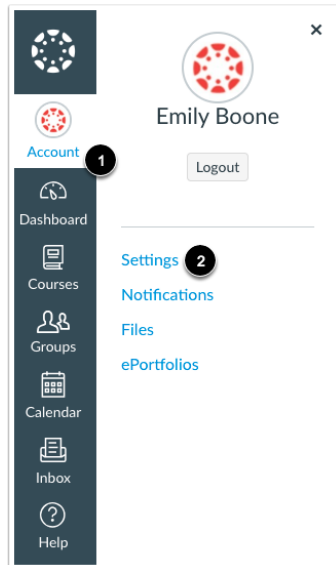 ×
Emily Boone
Logout
Account 1
Dashboard
Settings 2
Courses
Notifications
Groups
Files
ePortfolios
Calendar
Inbox
Help